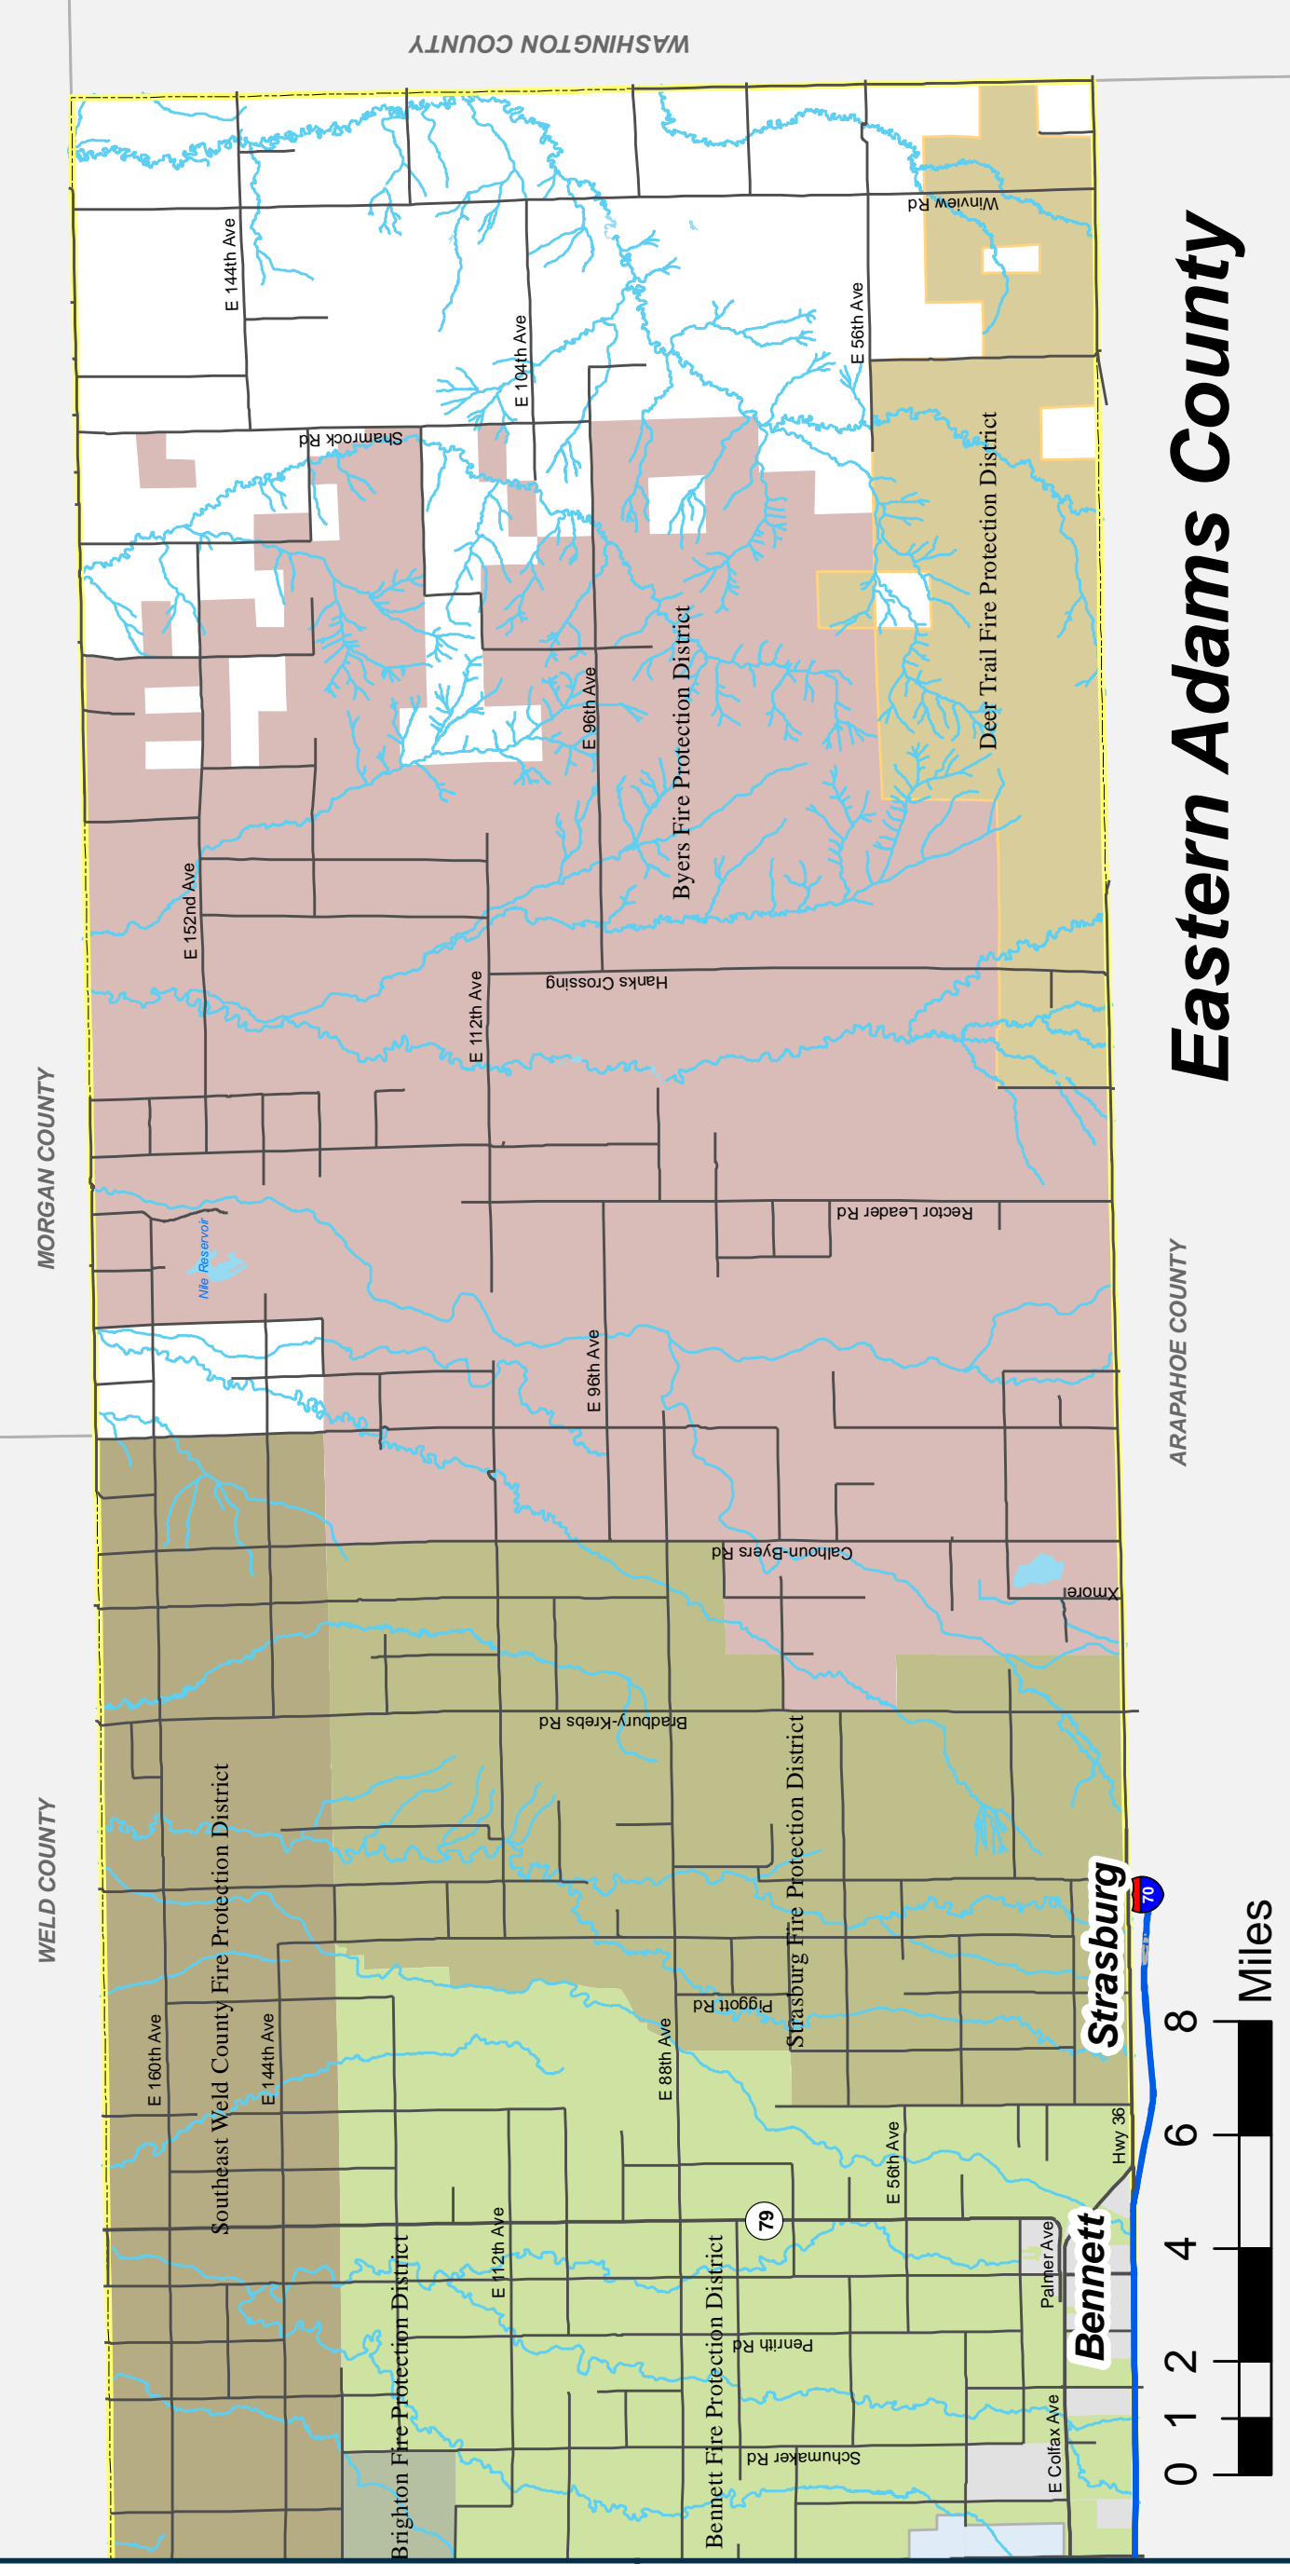 WASHINGTON COUNTY
MORGAN COUNTY
WELD COUNTY
ARAPAHOE COUNTY
Eastern Adams County
E 144th Ave
E 104th Ave
E 56th Ave
Winview Rd
Shamrock Rd
Deer Trail Fire Protection District
Byers Fire Protection District
E 96th Ave
E 152nd Ave
E 112th Ave
Hanks Crossing
Nile Reservoir
Rector Leader Rd
E 96th Ave
Calhoun-Byers Rd
Xmore
Bradbury-Krebs Rd
Southeast Weld County Fire Protection District
Strasburg Fire Protection District
Strasburg
70
Piggott Rd
E 160th Ave
E 144th Ave
E 88th Ave
E 56th Ave
Hwy 36
79
E 112th Ave
Palmer Ave
Bennett
Brighton Fire Protection District
Bennett Fire Protection District
Penrith Rd
Schumaker Rd
E Colfax Ave
0 1 2 4 6 8
Miles